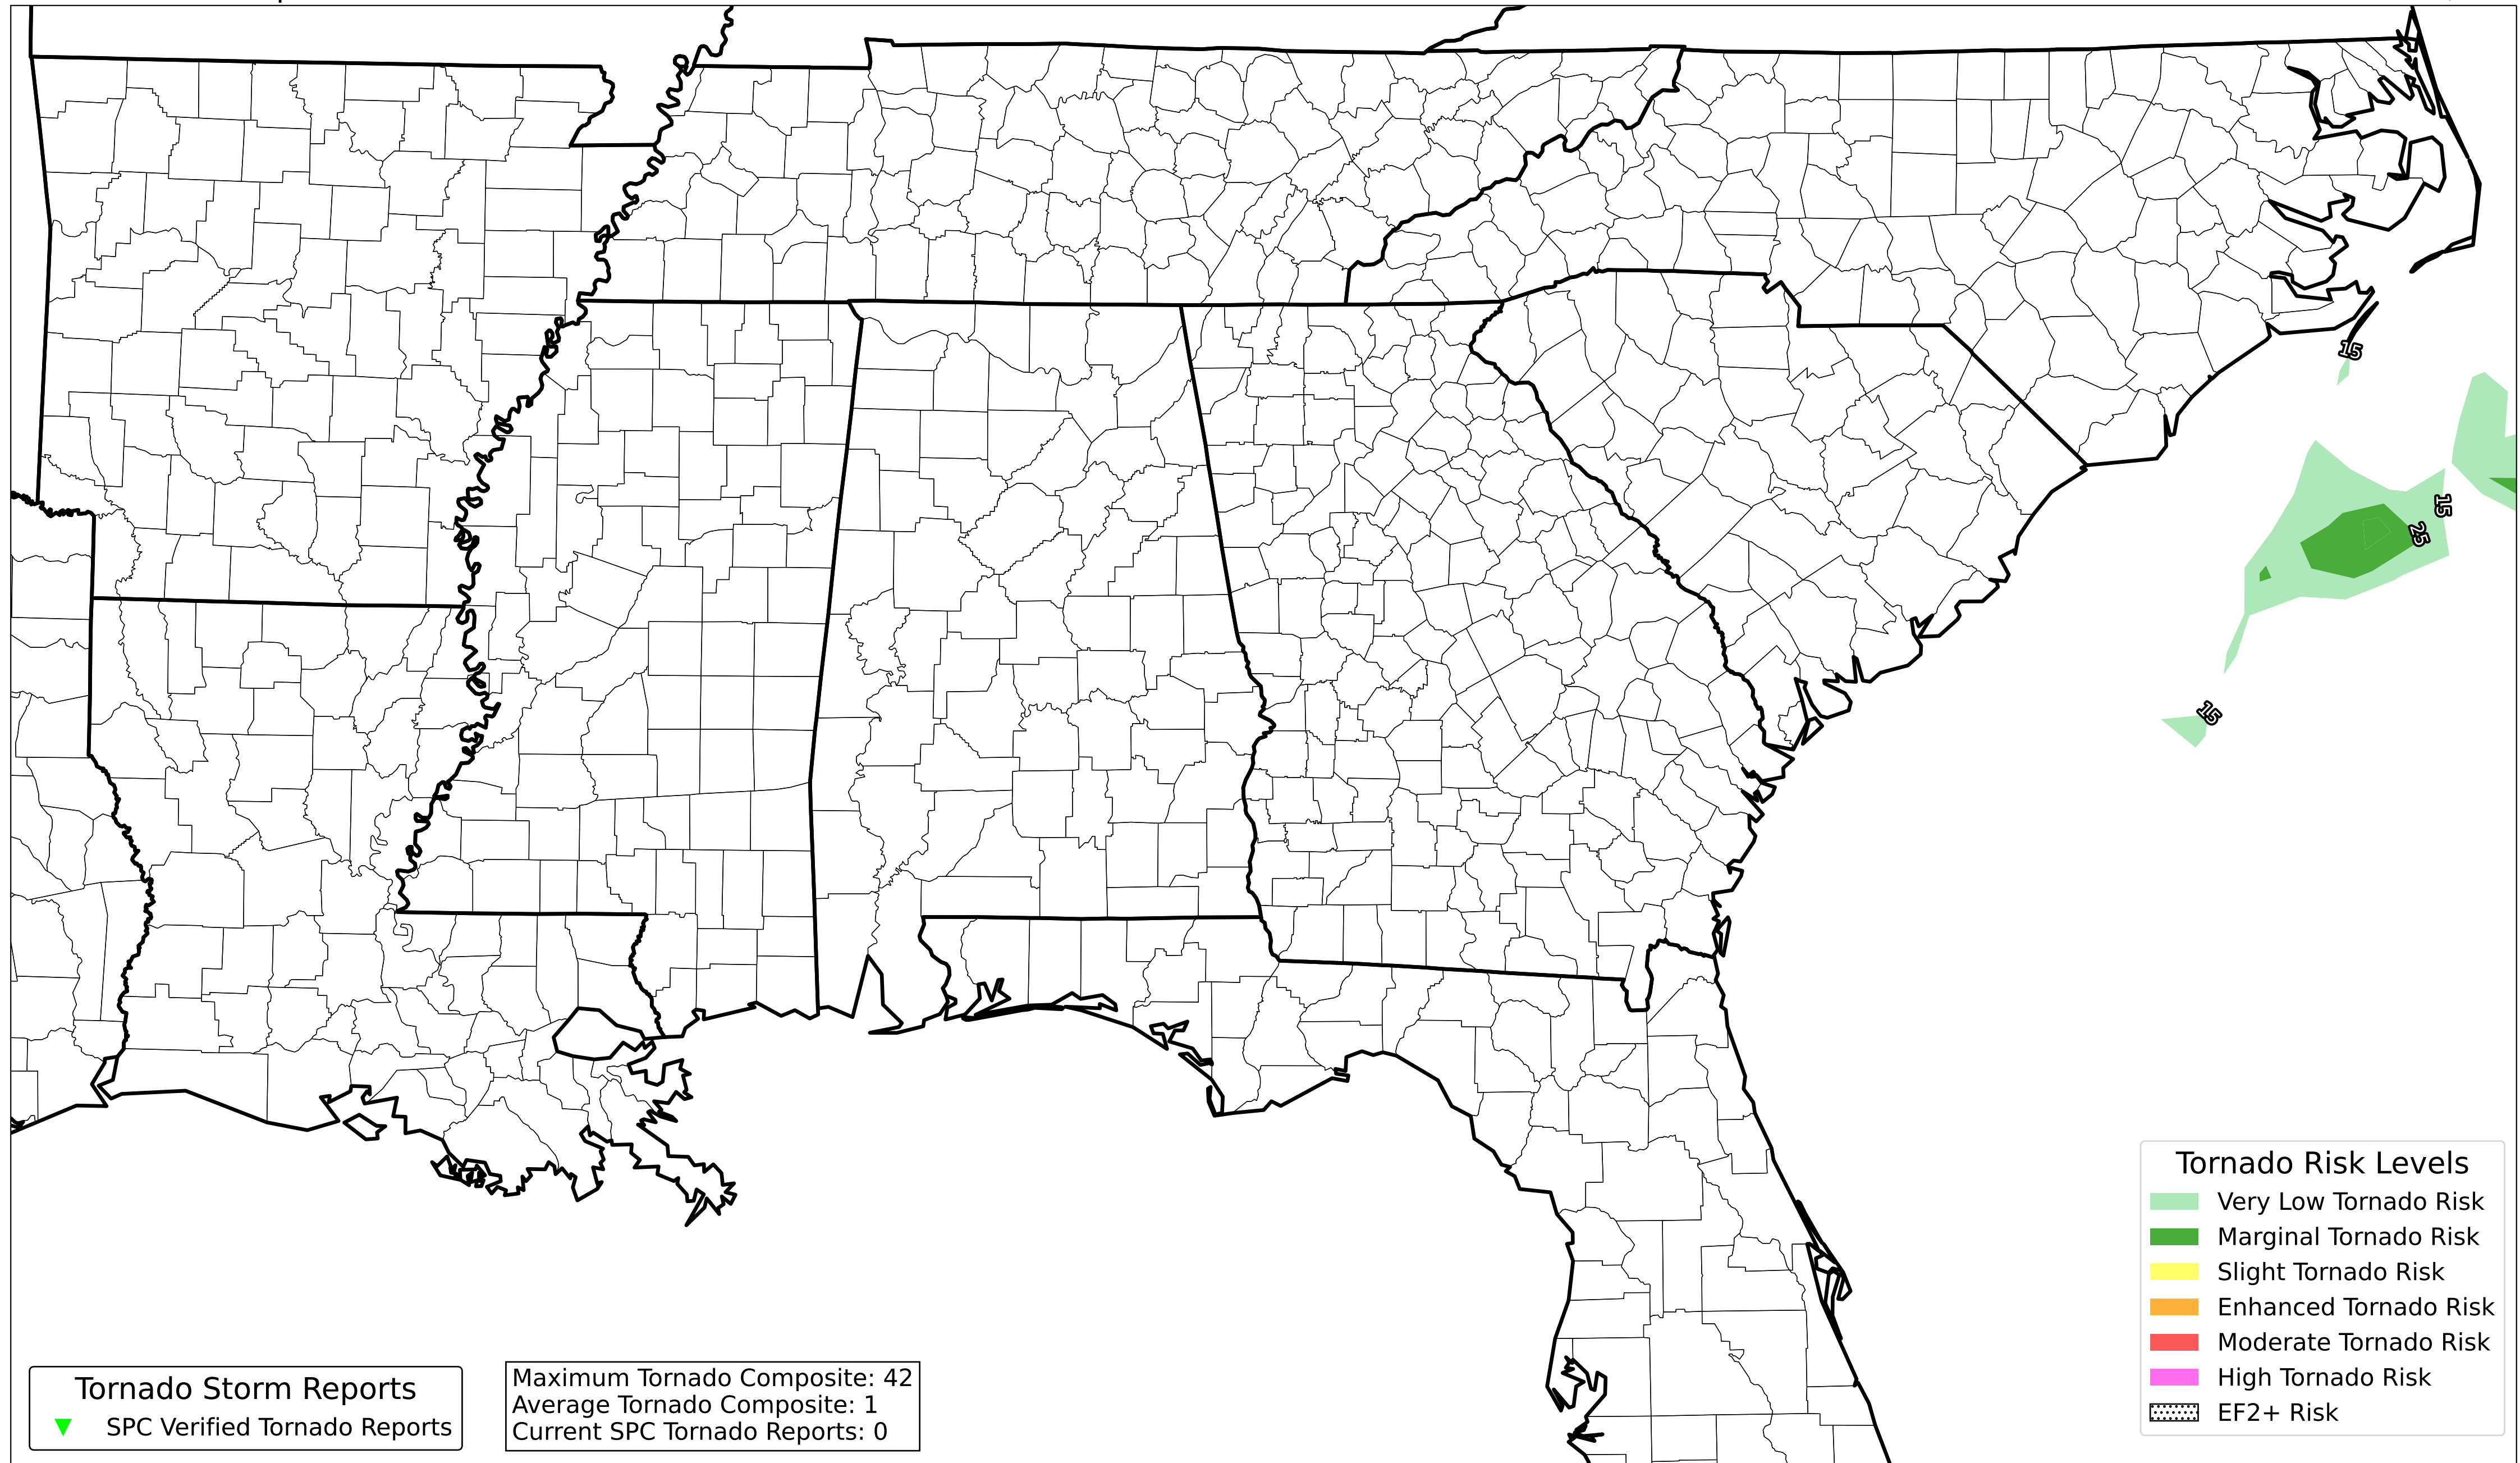 15
15
25
15
Tornado Risk Levels
Very Low Tornado Risk
Marginal Tornado Risk
Slight Tornado Risk
Enhanced Tornado Risk
Moderate Tornado Risk
High Tornado Risk
EF2+ Risk
Tornado Storm Reports
SPC Verified Tornado Reports
Maximum Tornado Composite: 42
Average Tornado Composite: 1
Current SPC Tornado Reports: 0